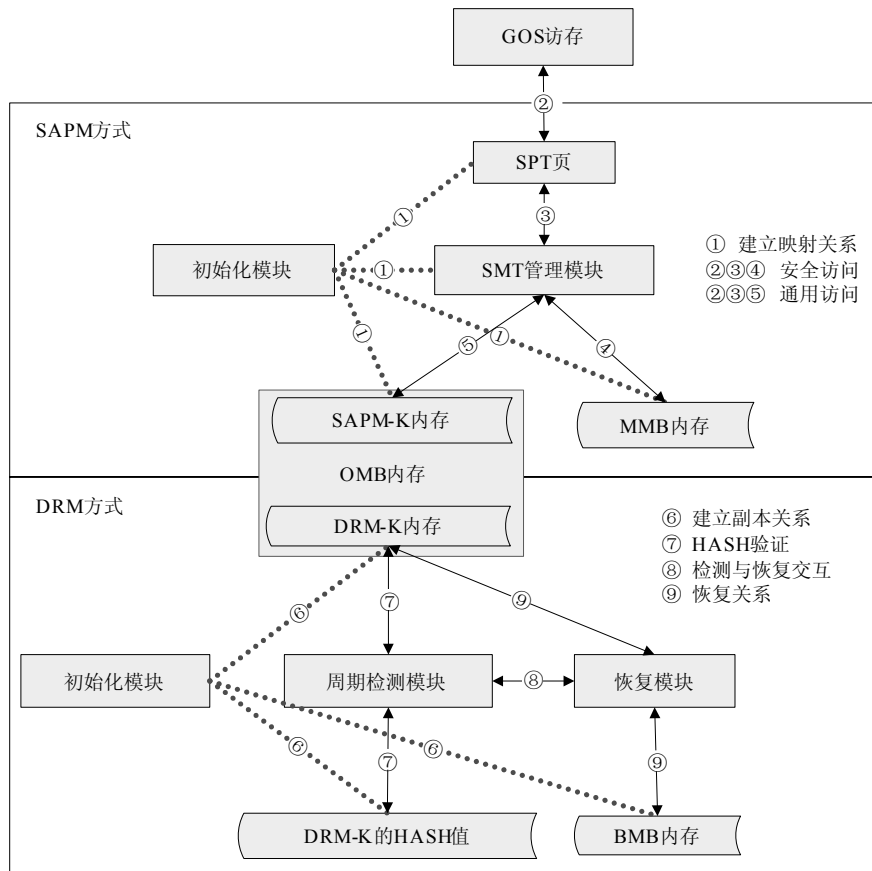 GOS访存
②
SAPM方式
SPT页
①
③
初始化模块
①
SMT管理模块
① 建立映射关系
②③④ 安全访问
②③⑤ 通用访问
①
⑤
①
④
SAPM-K内存
MMB内存
OMB内存
DRM方式
DRM-K内存
⑥ 建立副本关系
⑦ HASH验证
⑧ 检测与恢复交互
⑨ 恢复关系
⑥
⑦
⑨
初始化模块
周期检测模块
⑧
恢复模块
⑥
⑦
⑥
⑨
DRM-K的HASH值
BMB内存